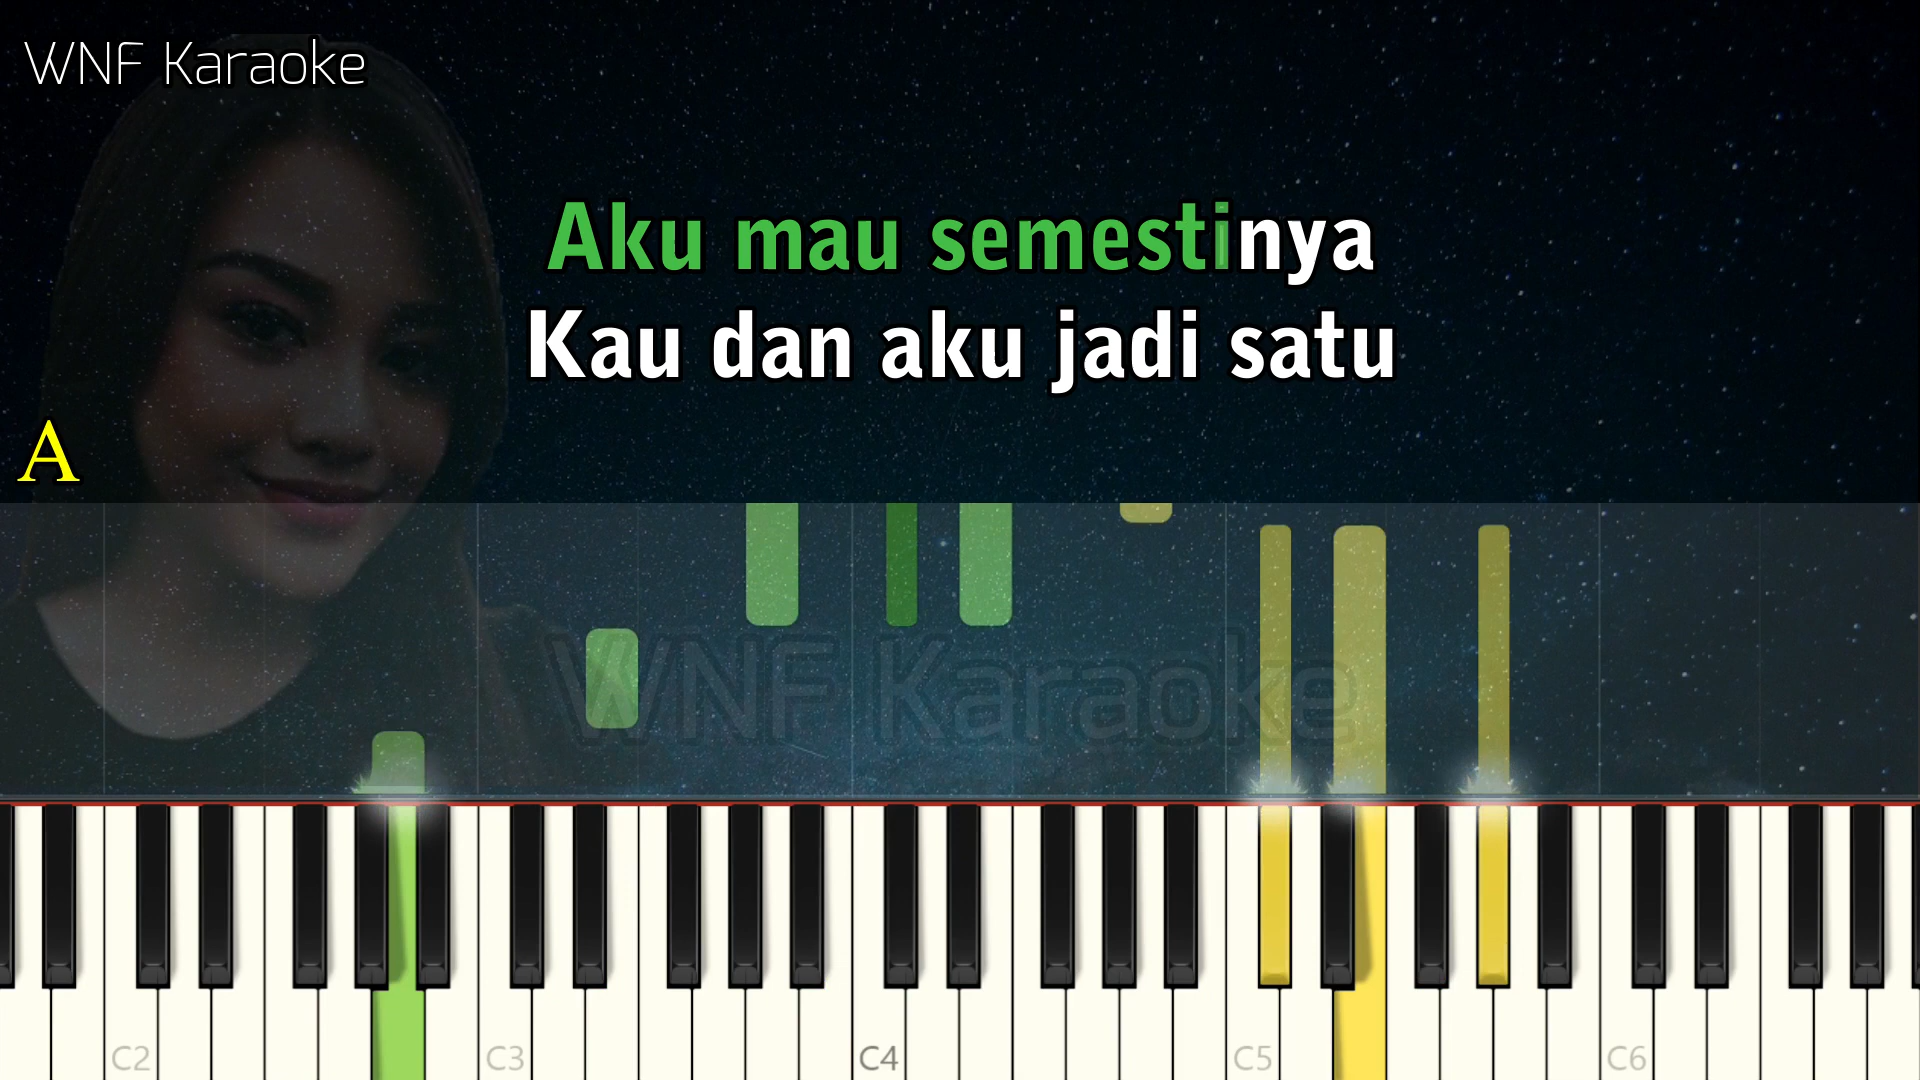 WNF Karaoke
Aku mau semestinya
Kau dan aku jadi satu
A
WNF Karaoke
C2 C3 C4 C5 C6